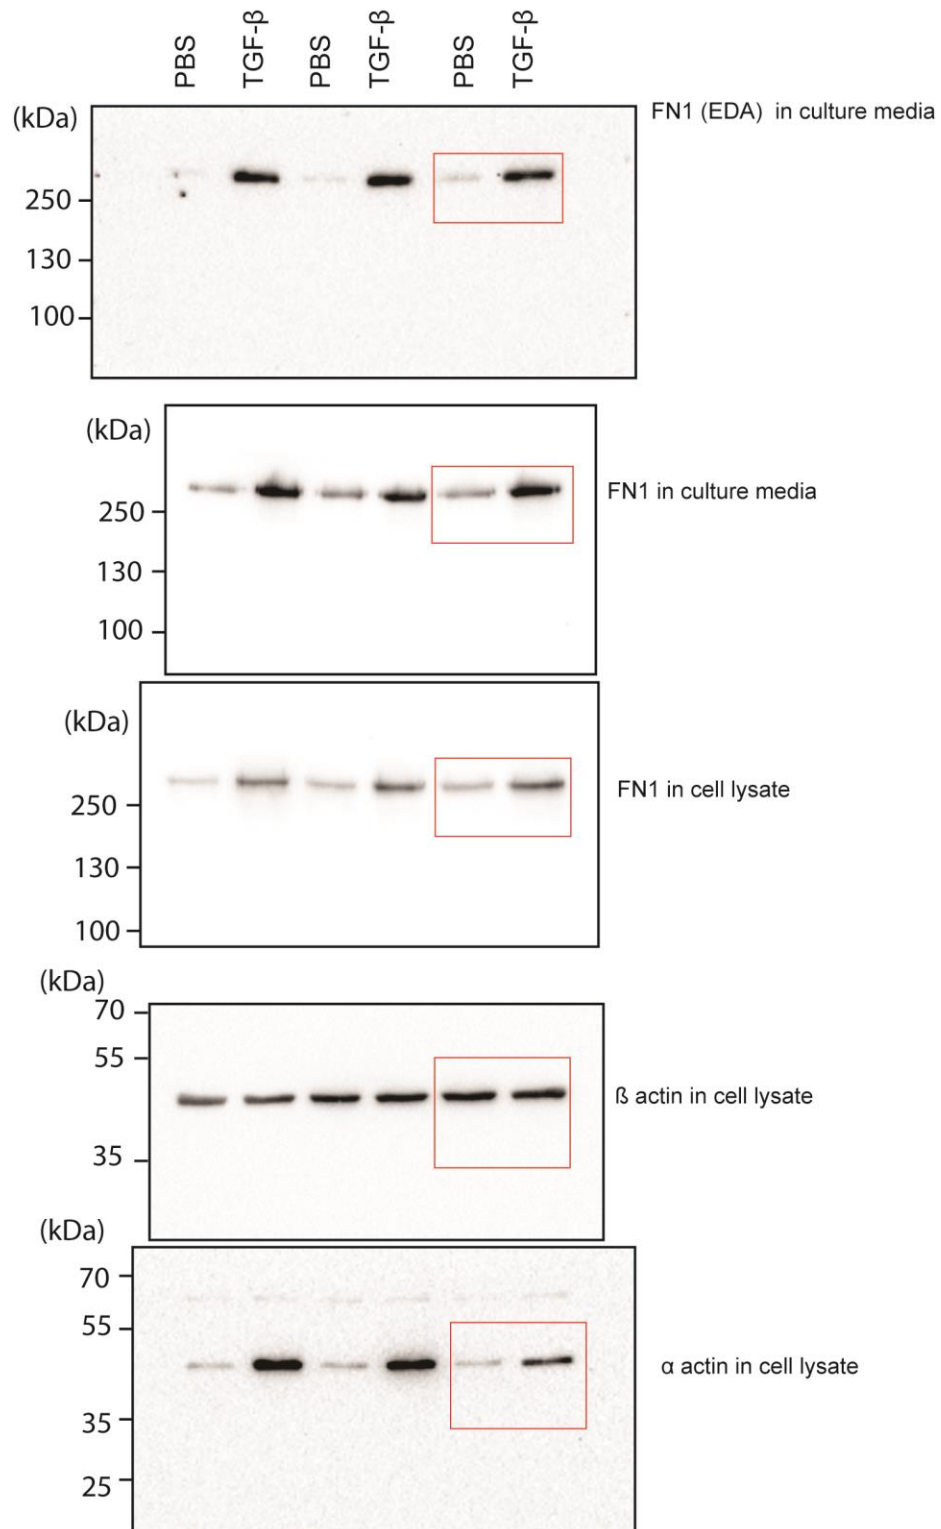 PBS TGF-β PBS TGF-β PBS TGF-β
(kDa) FN1 (EDA) in culture media
250
130
100
(kDa)
FN1 in culture media
250
130
100
(kDa)
FN1 in cell lysate
250
130
100
(kDa)
70
55
ß actin in cell lysate
35
(kDa)
70
55
α actin in cell lysate
35
25